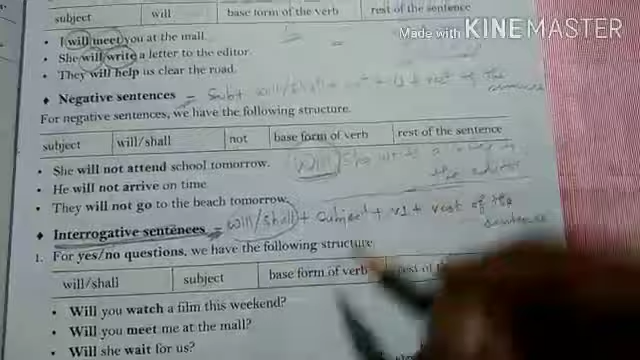 subject will base form of the verb rest of the sentence
Made with KINEMASTER
• I will meet you at the mall.
• She will write a letter to the editor.
• They will help us clear the road.
♦ Negative sentences = Sub + will/shall + not + v1 + rest of the
For negative sentences, we have the following structure.
subject will/shall not base form of verb rest of the sentence
• She will not attend school tomorrow. Will she write a letter to
the editor
• He will not arrive on time
• They will not go to the beach tomorrow.
♦ Interrogative sentences = will/shall + subject + v1 + rest of the
sentence
1. For yes/no questions, we have the following structure
will/shall subject base form of verb rest of
• Will you watch a film this weekend?
• Will you meet me at the mall?
• Will she wait for us?